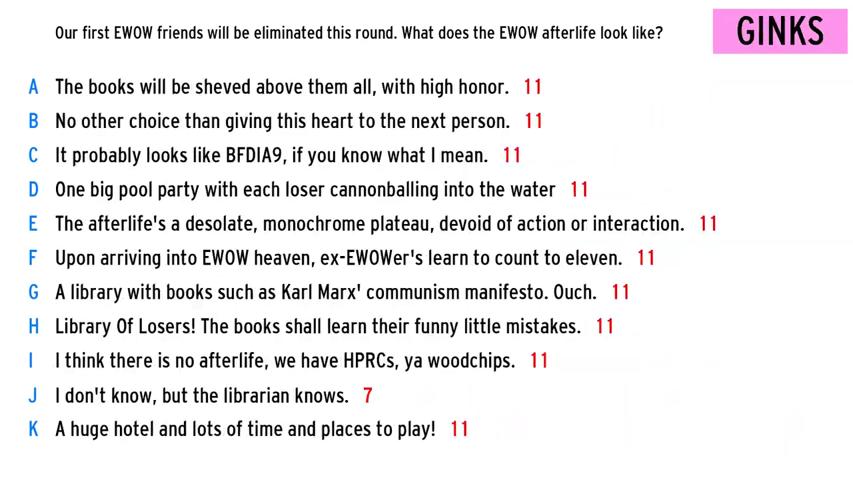 Our first EWOW friends will be eliminated this round. What does the EWOW afterlife look like?
GINKS
A The books will be sheved above them all, with high honor. 11
B No other choice than giving this heart to the next person. 11
C It probably looks like BFDIA9, if you know what I mean. 11
D One big pool party with each loser cannonballing into the water 11
E The afterlife's a desolate, monochrome plateau, devoid of action or interaction. 11
F Upon arriving into EWOW heaven, ex-EWOWer's learn to count to eleven. 11
G A library with books such as Karl Marx' communism manifesto. Ouch. 11
H Library Of Losers! The books shall learn their funny little mistakes. 11
I I think there is no afterlife, we have HPRCs, ya woodchips. 11
J I don't know, but the librarian knows. 7
K A huge hotel and lots of time and places to play! 11